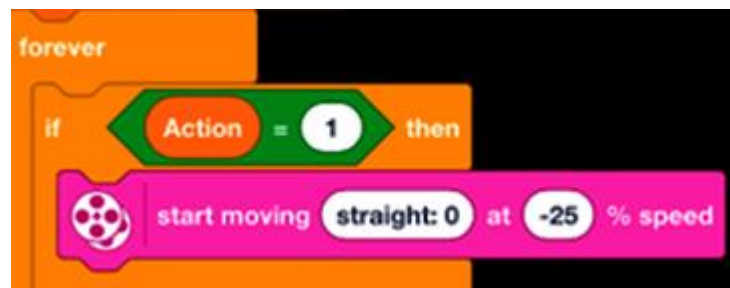 forever
if Action = 1 then
start moving straight: 0 at -25 % speed